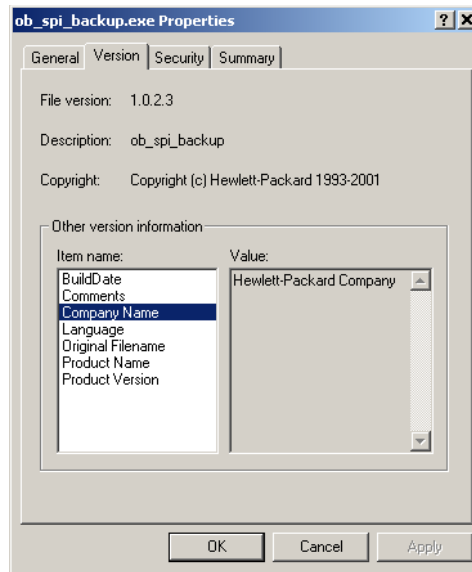 ob_spi_backup.exe Properties ? X
General Version Security Summary
File version: 1.0.2.3
Description: ob_spi_backup
Copyright: Copyright (c) Hewlett-Packard 1993-2001
Other version information
Item name: Value:
BuildDate Hewlett-Packard Company
Comments
Company Name
Language
Original Filename
Product Name
Product Version
OK Cancel Apply